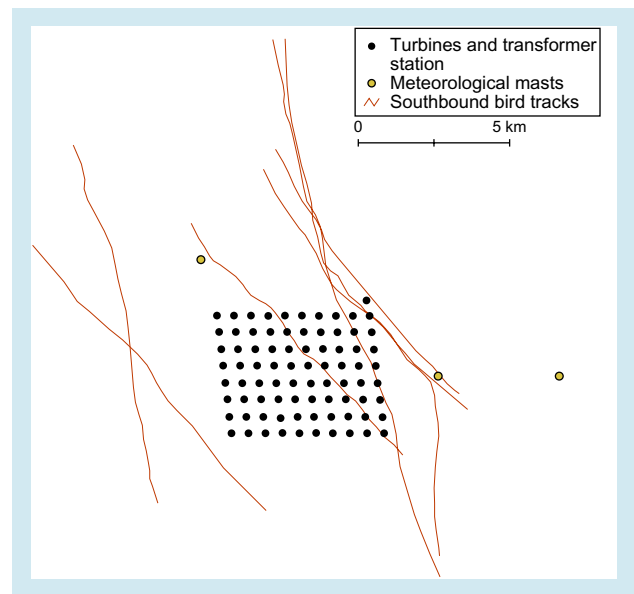 Turbines and transformer
station
Meteorological masts
Southbound bird tracks
0 5 km